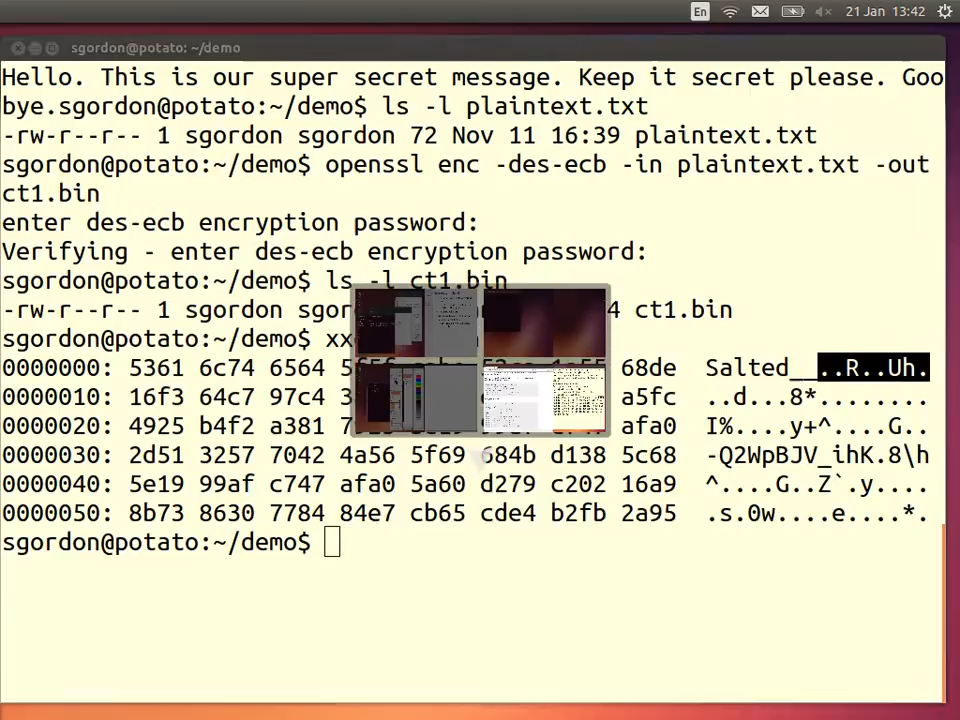 En 21 Jan 13:42
sgordon@potato: ~/demo
Hello. This is our super secret message. Keep it secret please. Goo
bye.sgordon@potato:~/demo$ ls -l plaintext.txt
-rw-r--r-- 1 sgordon sgordon 72 Nov 11 16:39 plaintext.txt
sgordon@potato:~/demo$ openssl enc -des-ecb -in plaintext.txt -out
ct1.bin
enter des-ecb encryption password:
Verifying - enter des-ecb encryption password:
sgordon@potato:~/demo$ ls -l ct1.bin
-rw-r--r-- 1 sgordon 4 ct1.bin
sgordon@potato:~/demo$
0000000: 5361 6c74 6564 68de Salted__..R..Uh.
0000010: 16f3 64c7 97c4 a5fc ..d...8*........
0000020: 4925 b4f2 a381 afa0 I%....y+^....G..
0000030: 2d51 3257 7042 4a56 5f69 684b d138 5c68 -Q2WpBJV_ihK.8\h
0000040: 5e19 99af c747 afa0 5a60 d279 c202 16a9 ^....G..Z`.y....
0000050: 8b73 8630 7784 84e7 cb65 cde4 b2fb 2a95 .s.0w....e....*.
sgordon@potato:~/demo$